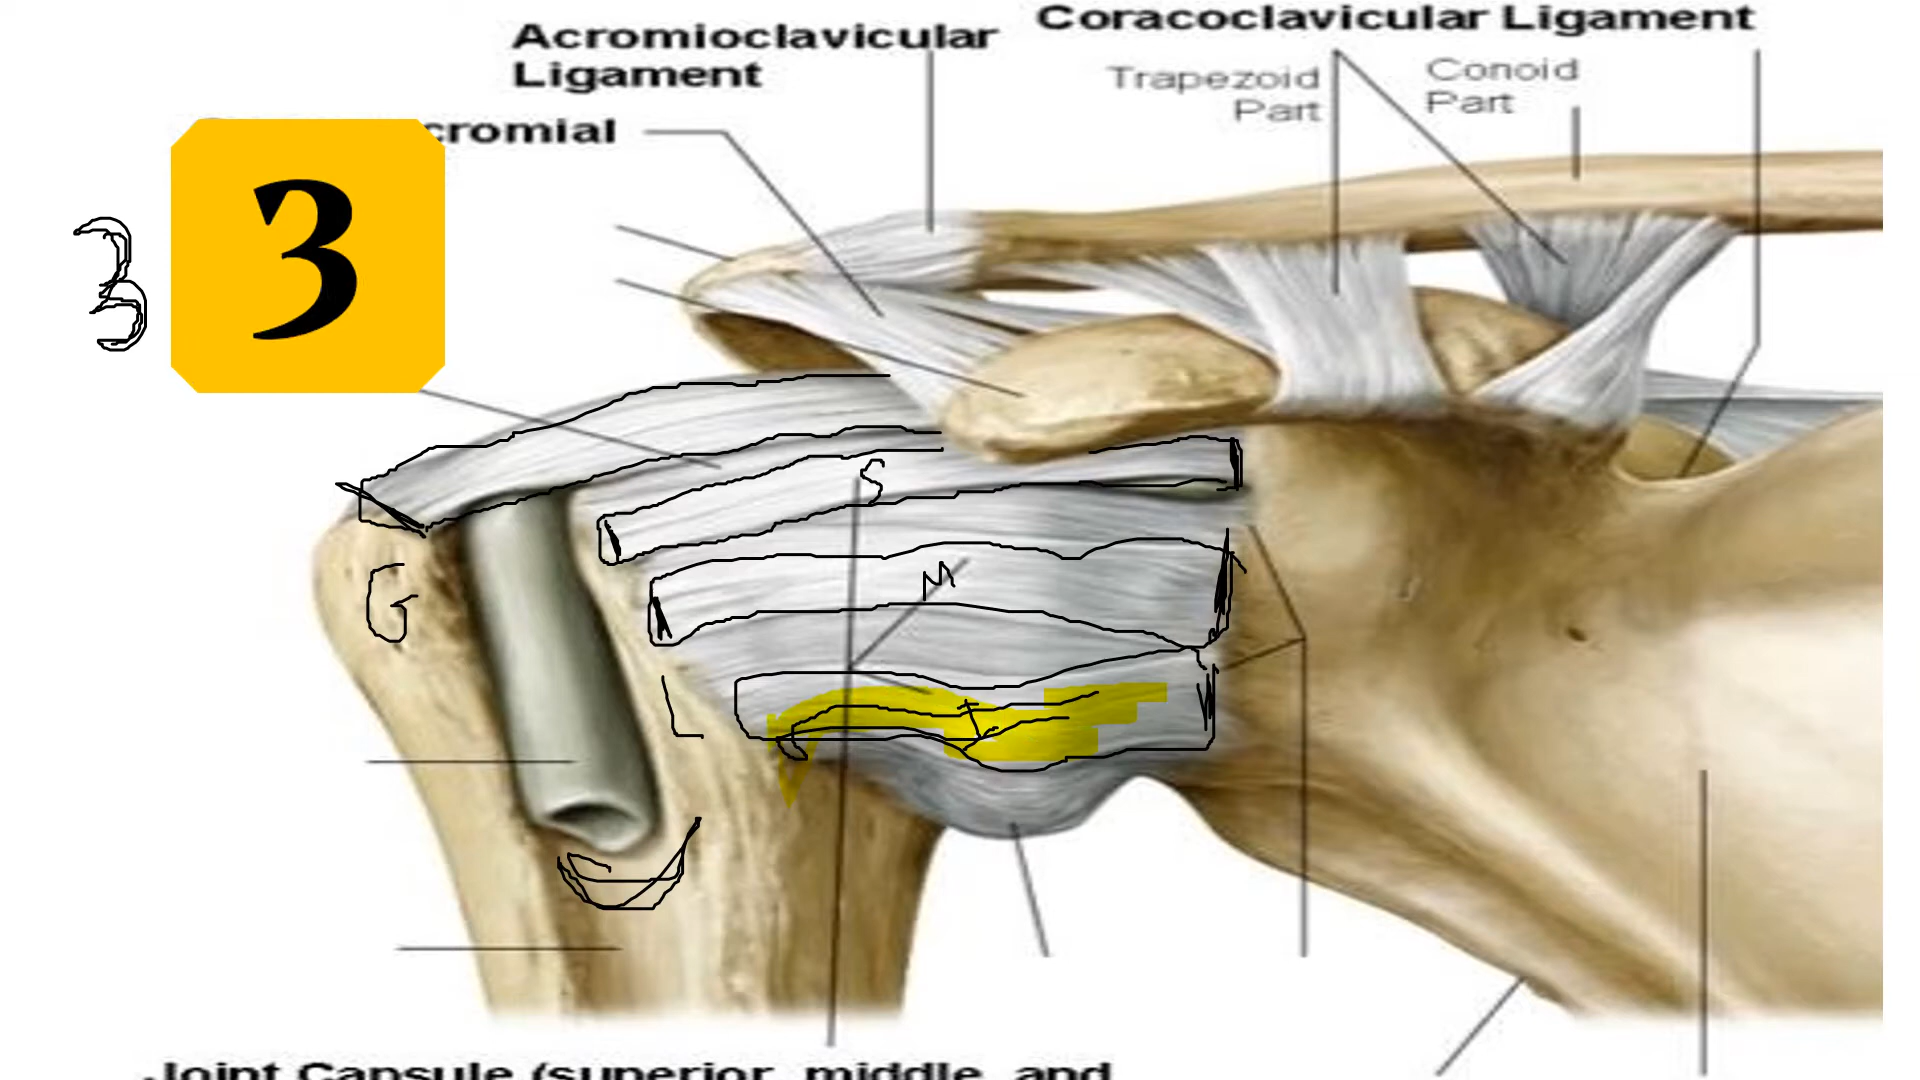 Acromioclavicular
Ligament
Coracoclavicular Ligament
Trapezoid
Part
Conoid
Part
cromial
3
3
S
M
G
L
I
Joint Capsule (superior, middle, and